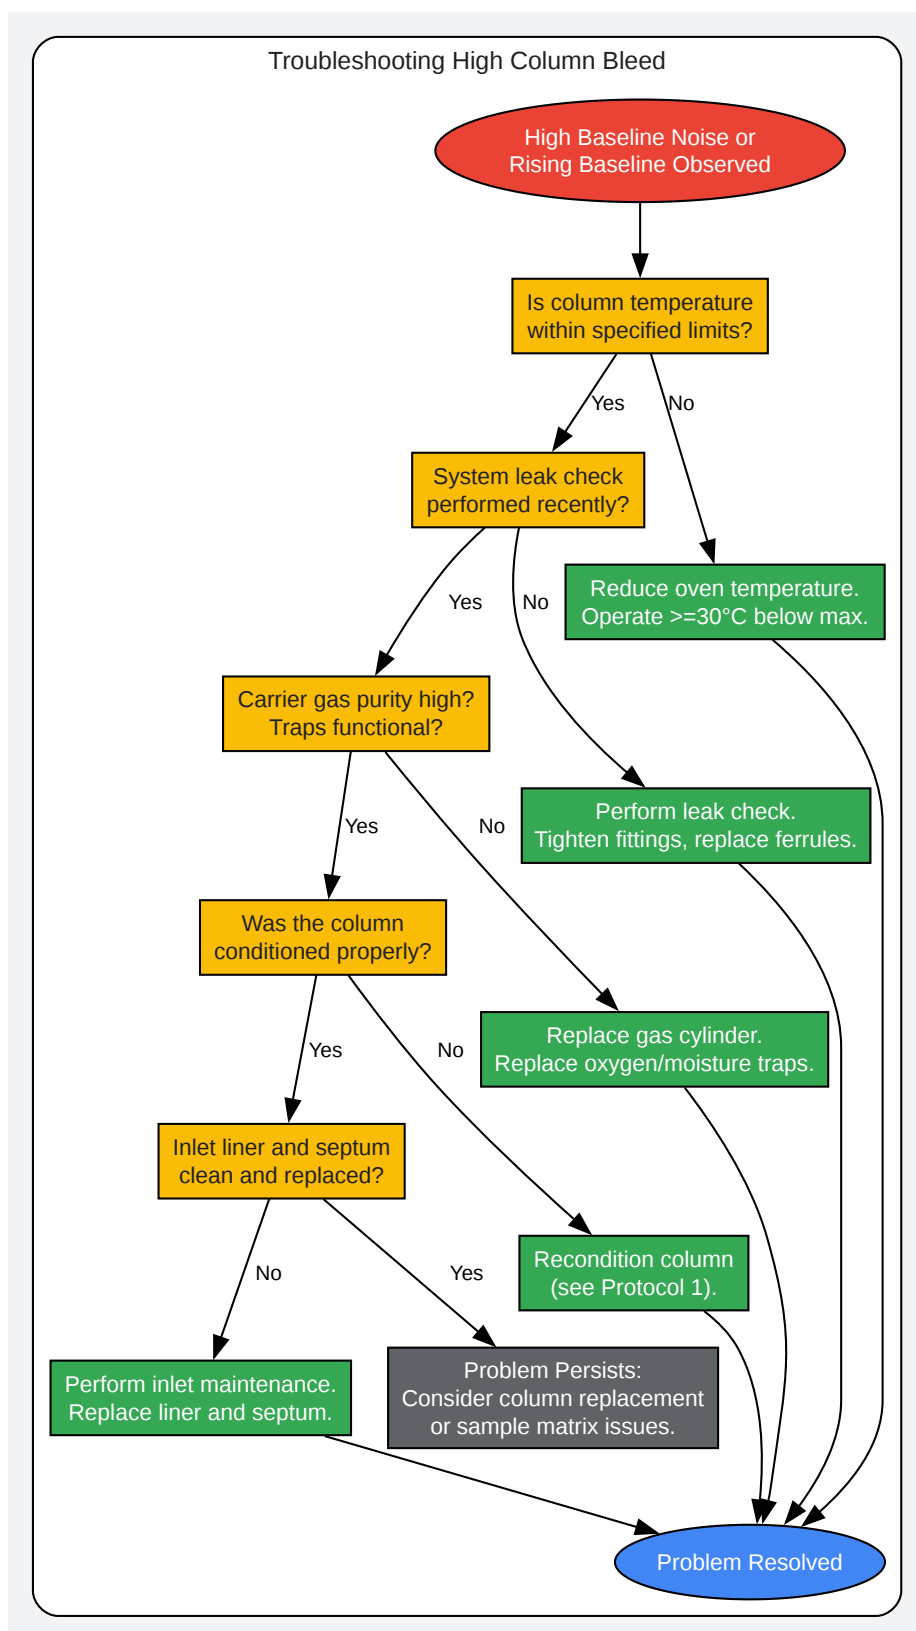 Troubleshooting High Column Bleed
High Baseline Noise or
Rising Baseline Observed
Is column temperature
within specified limits?
Yes
No
System leak check
performed recently?
Reduce oven temperature.
Operate >=30°C below max.
Yes
No
Carrier gas purity high?
Traps functional?
Perform leak check.
Tighten fittings, replace ferrules.
Yes
No
Was the column
conditioned properly?
Replace gas cylinder.
Replace oxygen/moisture traps.
Yes
No
Inlet liner and septum
clean and replaced?
Recondition column
(see Protocol 1).
No
Yes
Perform inlet maintenance.
Replace liner and septum.
Problem Persists:
Consider column replacement
or sample matrix issues.
Problem Resolved